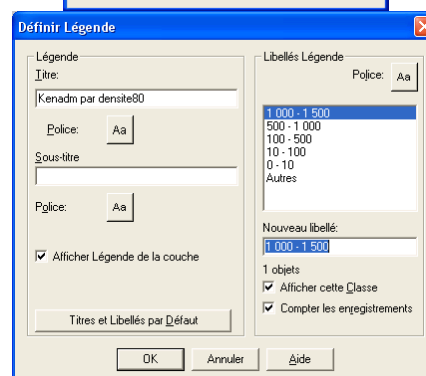 Définir Légende
Légende
Titre:
Kenadm par densite80
Police: Aa
Sous-titre
Police: Aa
Afficher Légende de la couche
Titres et Libellés par Défaut
Libellés Légende
Police: Aa
1 000 - 1 500
500 - 1 000
100 - 500
10 - 100
0 - 10
Autres
Nouveau libellé:
1 000 - 1 500
1 objets
Afficher cette Classe
Compter les enregistrements
OK Annuler Aide